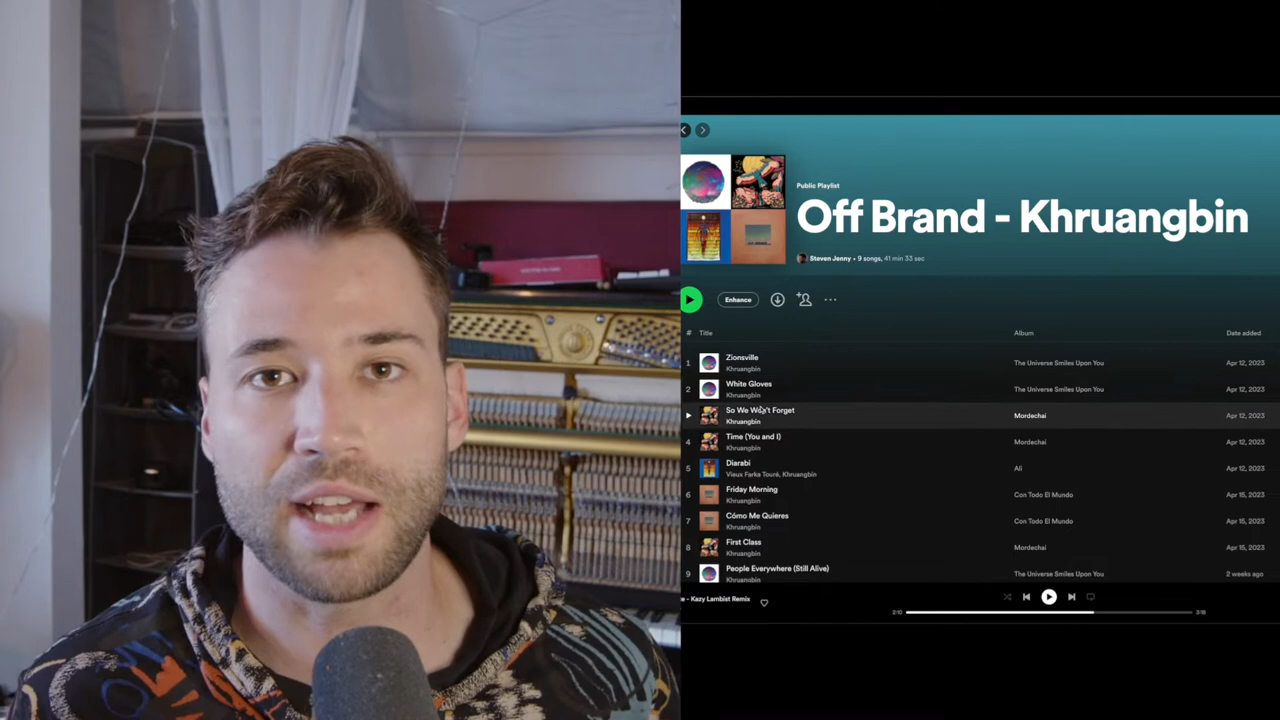 Public Playlist
Off Brand - Khruangbin
Steven Jenny • 9 songs, 41 min 33 sec
Enhance
# Title Album Date added
1 Zionsville The Universe Smiles Upon You Apr 12, 2023
Khruangbin
2 White Gloves The Universe Smiles Upon You Apr 12, 2023
Khruangbin
So We Won't Forget Mordechai Apr 12, 2023
Khruangbin
4 Time (You and I) Mordechai Apr 12, 2023
Khruangbin
5 Diarabi Ali Apr 12, 2023
Vieux Farka Touré, Khruangbin
6 Friday Morning Con Todo El Mundo Apr 15, 2023
Khruangbin
7 Cómo Me Quieres Con Todo El Mundo Apr 15, 2023
Khruangbin
8 First Class Mordechai Apr 15, 2023
Khruangbin
9 People Everywhere (Still Alive) The Universe Smiles Upon You 2 weeks ago
Khruangbin
- Kazy Lambist Remix
2:10 3:18